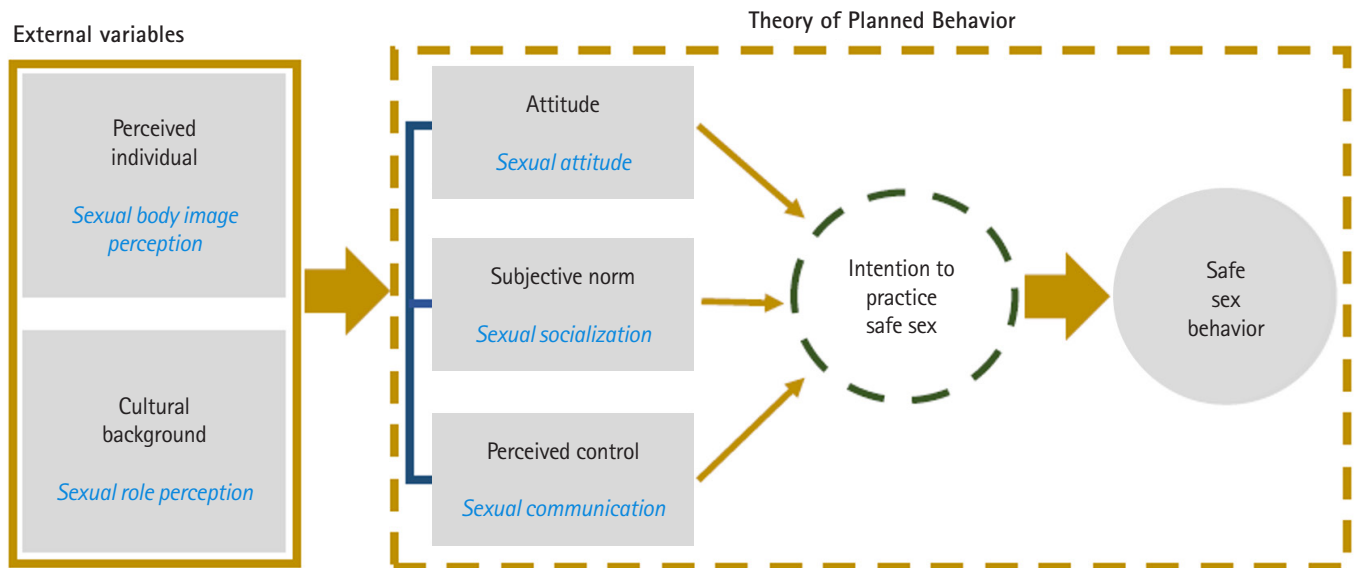 Theory of Planned Behavior
External variables
Perceived
individual
Sexual body image
perception
Cultural
background
Sexual role perception
Attitude
Sexual attitude
Subjective norm
Sexual socialization
Perceived control
Sexual communication
Intention to
practice
safe sex
Safe
sex
behavior